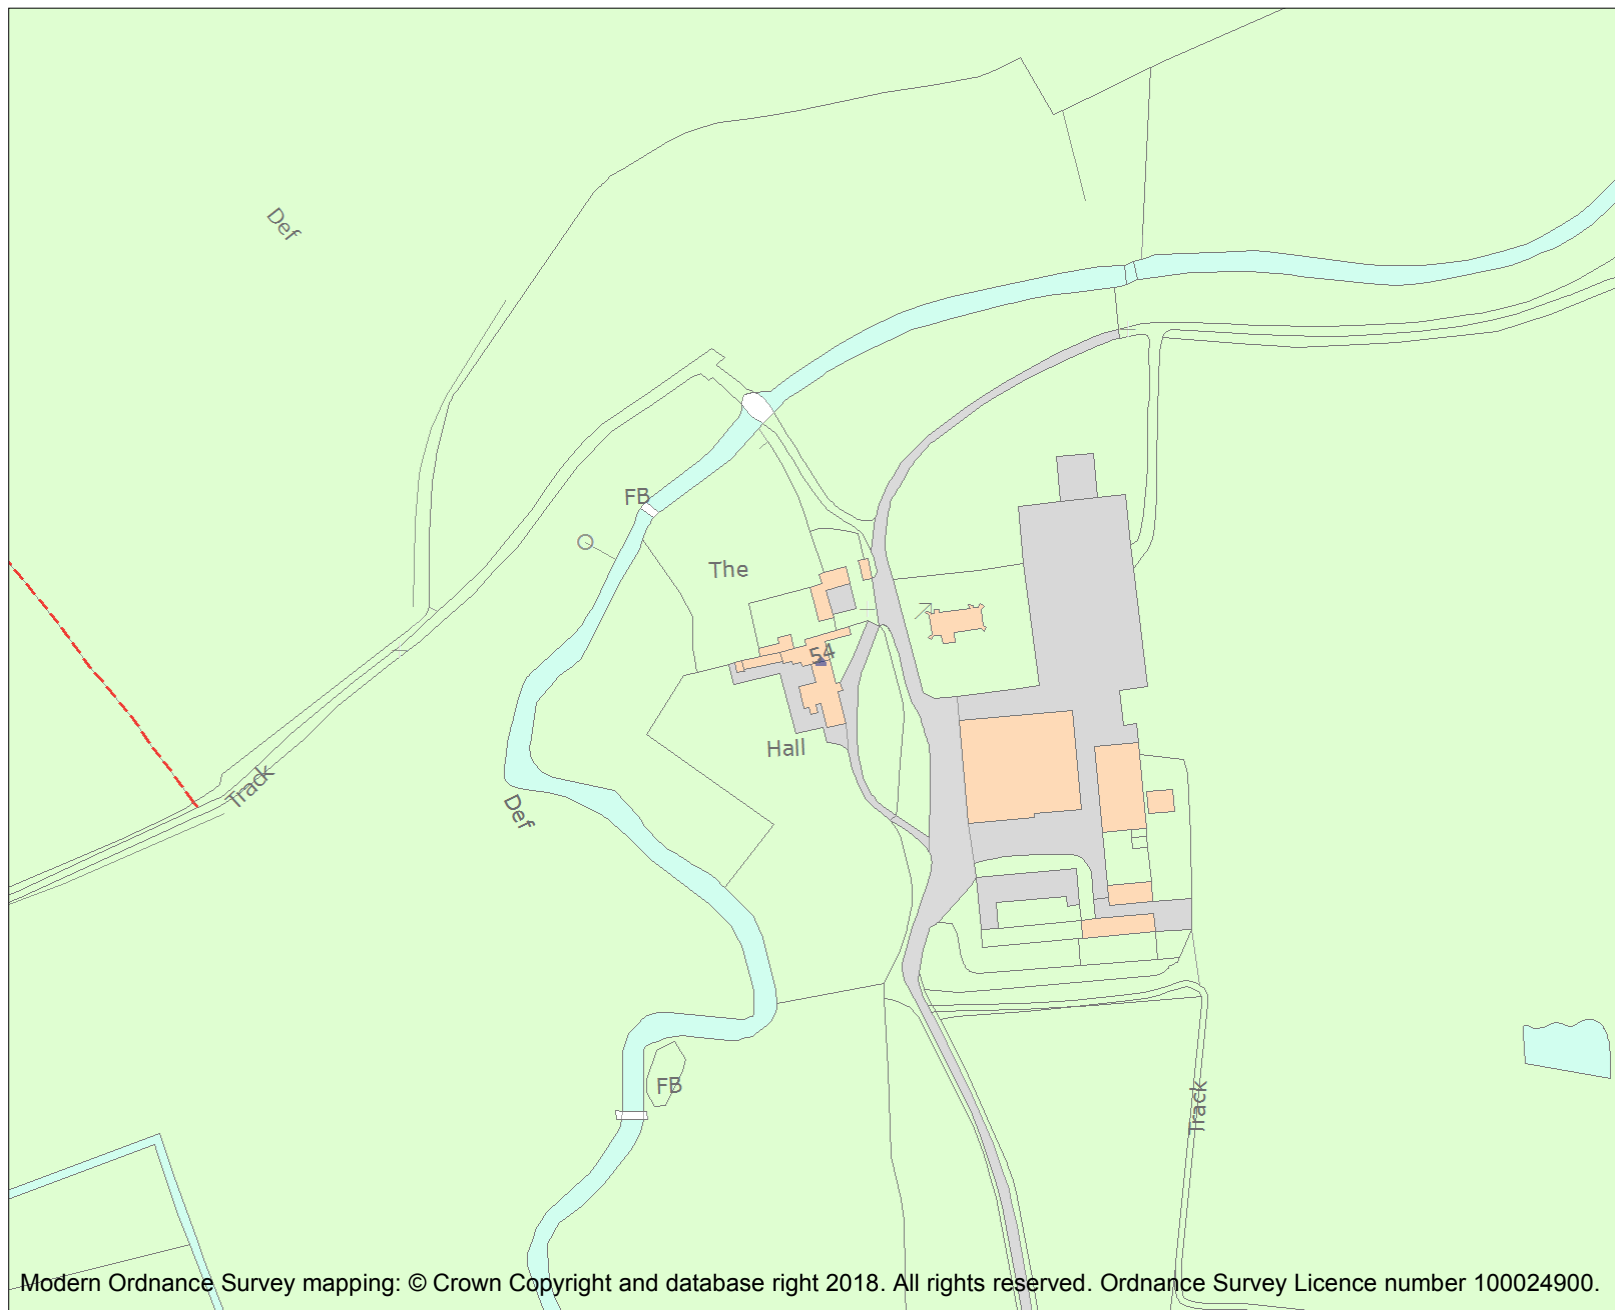 Def
FB
The
54
Hall
Track
Def
FB
Track
Modern Ordnance Survey mapping: © Crown Copyright and database right 2018. All rights reserved. Ordnance Survey Licence number 100024900.